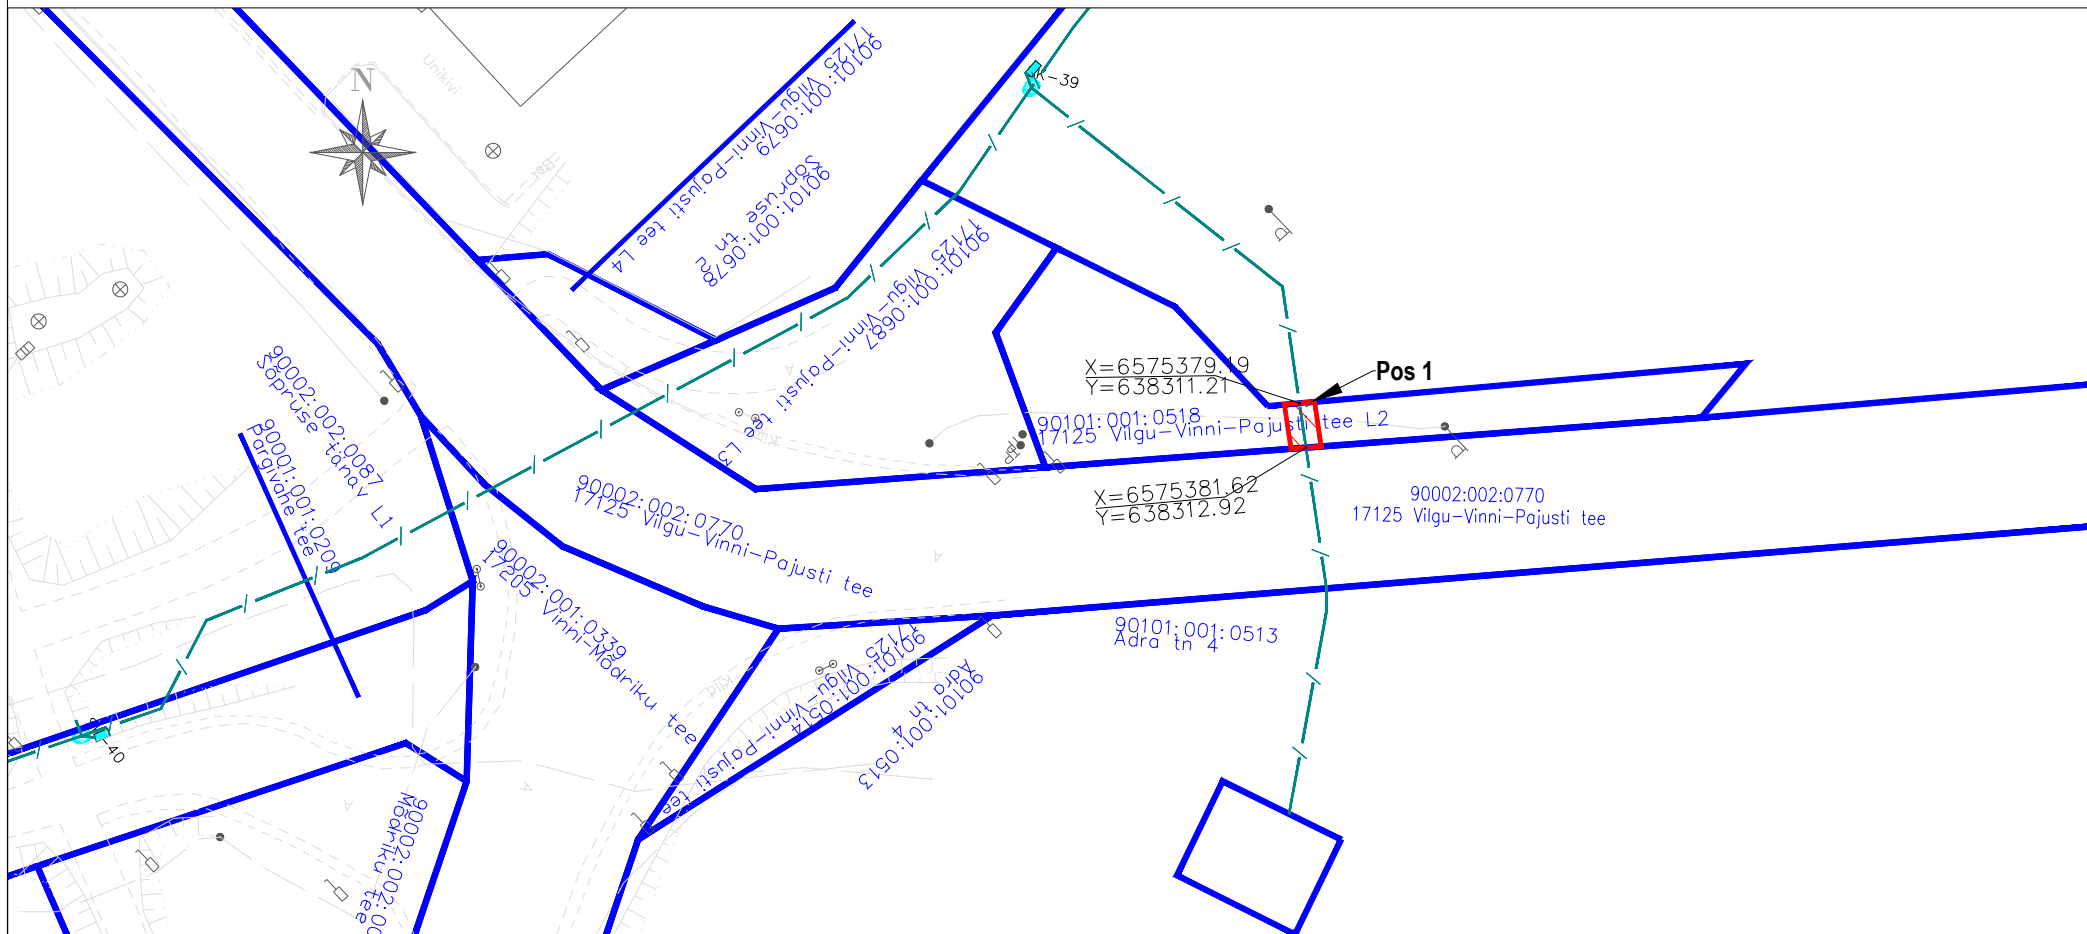 Unikivi
N
VK-39
90101:001:0679
17125 Vilgu-Vinni-Pajusti tee L4
90101:001:0678
Sõpruse tn 2
90101:001:0687
17125 Vilgu-Vinni-Pajusti tee L3
X=6575379.19
Y=638311.21
Pos 1
90101:001:0518
17125 Vilgu-Vinni-Pajusti tee L2
X=6575381.62
Y=638312.92
90002:002:0770
17125 Vilgu-Vinni-Pajusti tee
90002:002:0087
Sõpruse tänav L1
90001:001:0209
Pargivahe tee
90002:002:0770
17125 Vilgu-Vinni-Pajusti tee
90002:001:0339
17205 Vinni-Mõdriku tee
90101:001:0513
Adra tn 4
90101:001:0514
17125 Vilgu-Vinni-Pajusti tee
90101:001:0513
Adra tn 4
-40
90002:002:00
Mõdriku tee